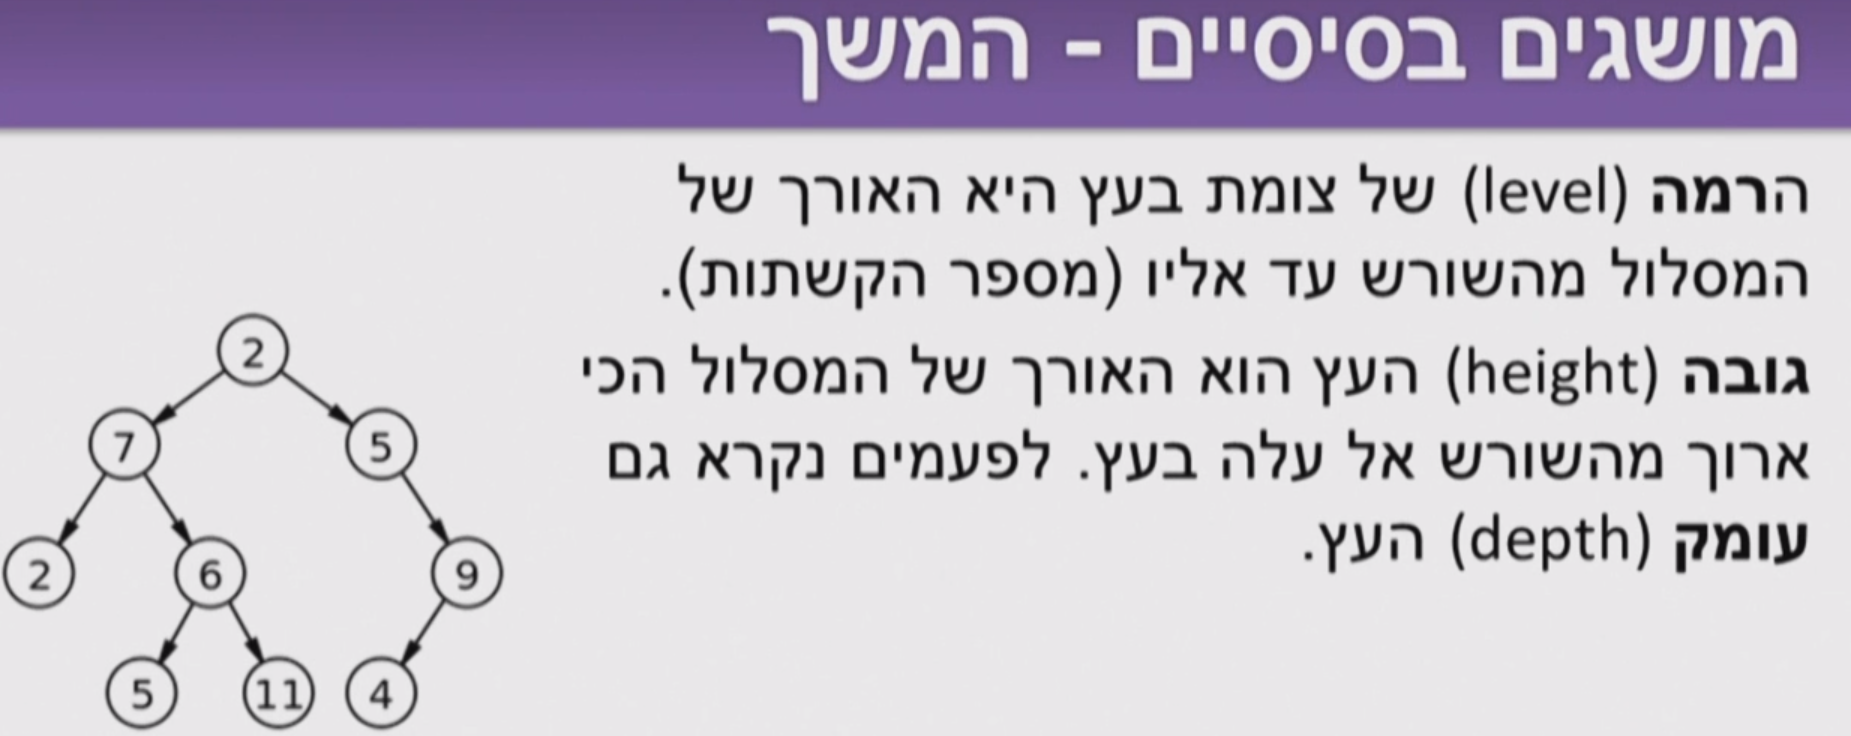 מושגים בסיסיים - המשך
הרמה (level) של צומת בעץ היא האורך של
המסלול מהשורש עד אליו (מספר הקשתות).
גובה (height) העץ הוא האורך של המסלול הכי
ארוך מהשורש אל עלה בעץ. לפעמים נקרא גם
עומק (depth) העץ.
2
7 5
2 6 9
5 11 4